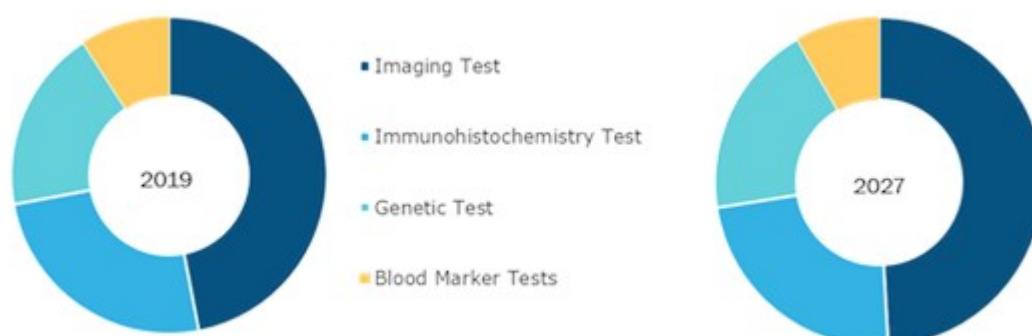 2019
Imaging Test
Immunohistochemistry Test
Genetic Test
Blood Marker Tests
2027